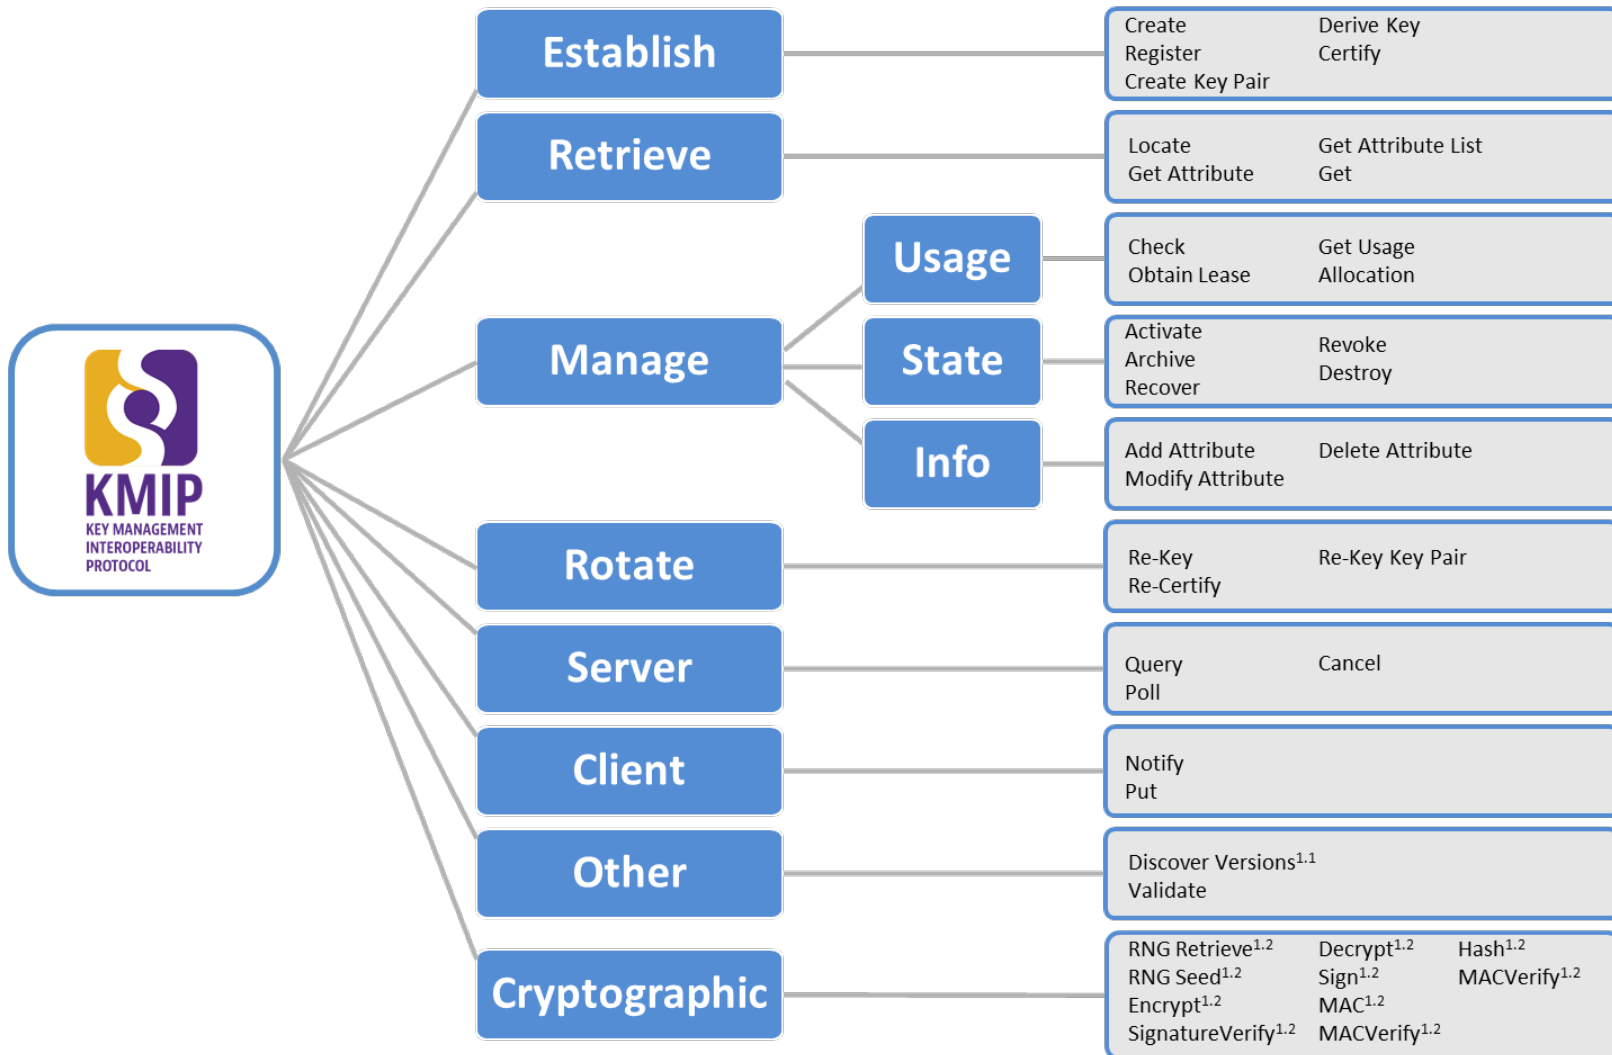 Establish
Create
Register
Create Key Pair
Derive Key
Certify
Retrieve
Locate
Get Attribute
Get Attribute List
Get
Manage
Usage
Check
Obtain Lease
Get Usage
Allocation
State
Activate
Archive
Recover
Revoke
Destroy
Info
Add Attribute
Modify Attribute
Delete Attribute
KMIP
KEY MANAGEMENT
INTEROPERABILITY
PROTOCOL
Rotate
Re-Key
Re-Certify
Re-Key Key Pair
Server
Query
Poll
Cancel
Client
Notify
Put
Other
Discover Versions1.1
Validate
Cryptographic
RNG Retrieve1.2
RNG Seed1.2
Encrypt1.2
SignatureVerify1.2
Decrypt1.2
Sign1.2
MAC1.2
MACVerify1.2
Hash1.2
MACVerify1.2